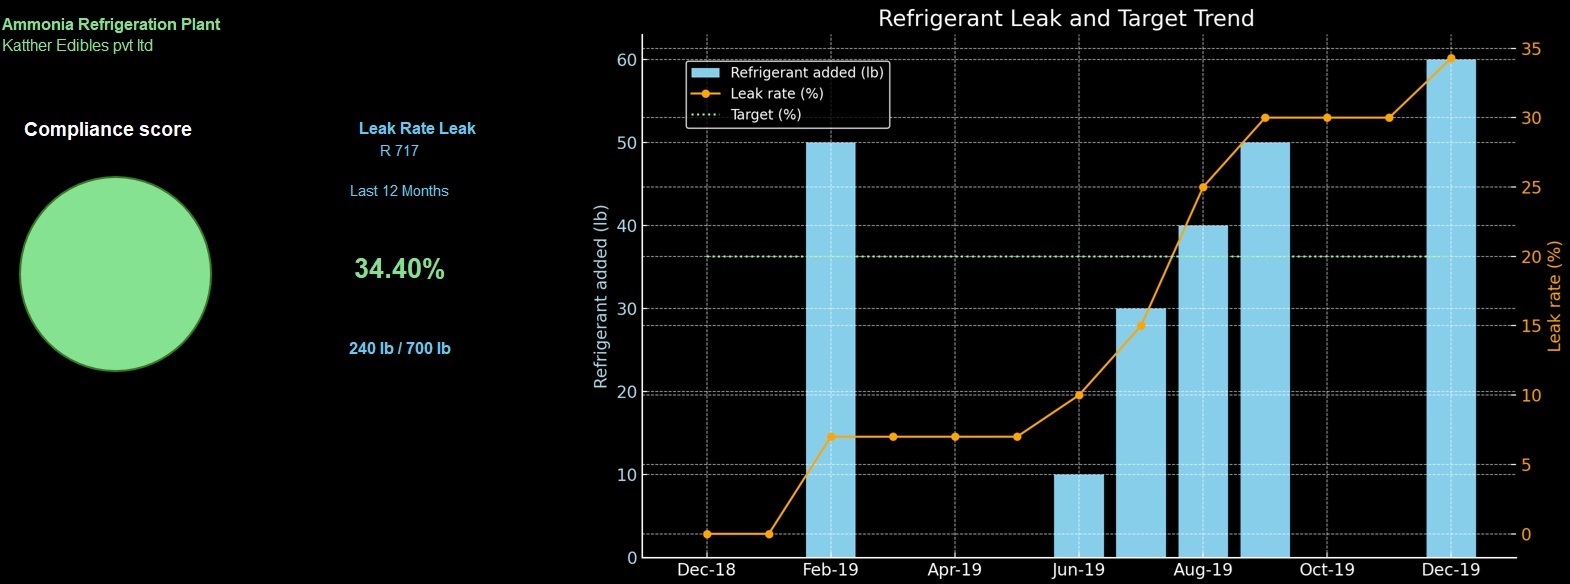 Ammonia Refrigeration Plant
Katther Edibles pvt ltd
Compliance score
Leak Rate Leak
R 717
Last 12 Months
34.40%
240 lb / 700 lb
Refrigerant Leak and Target Trend
Refrigerant added (lb)
Leak rate (%)
Target (%)
Refrigerant added (lb)
60
50
40
30
20
10
0
Dec-18 Feb-19 Apr-19 Jun-19 Aug-19 Oct-19 Dec-19
35
30
25
20
15
10
5
0
Leak rate (%)